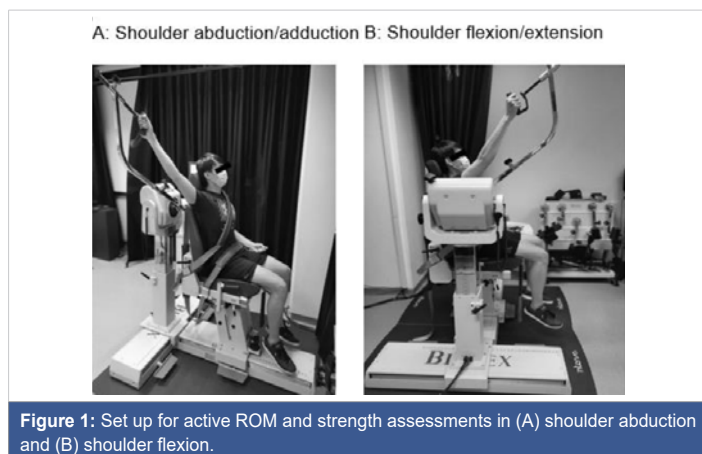 A: Shoulder abduction/adduction B: Shoulder flexion/extension
Figure 1: Set up for active ROM and strength assessments in (A) shoulder abduction
and (B) shoulder flexion.